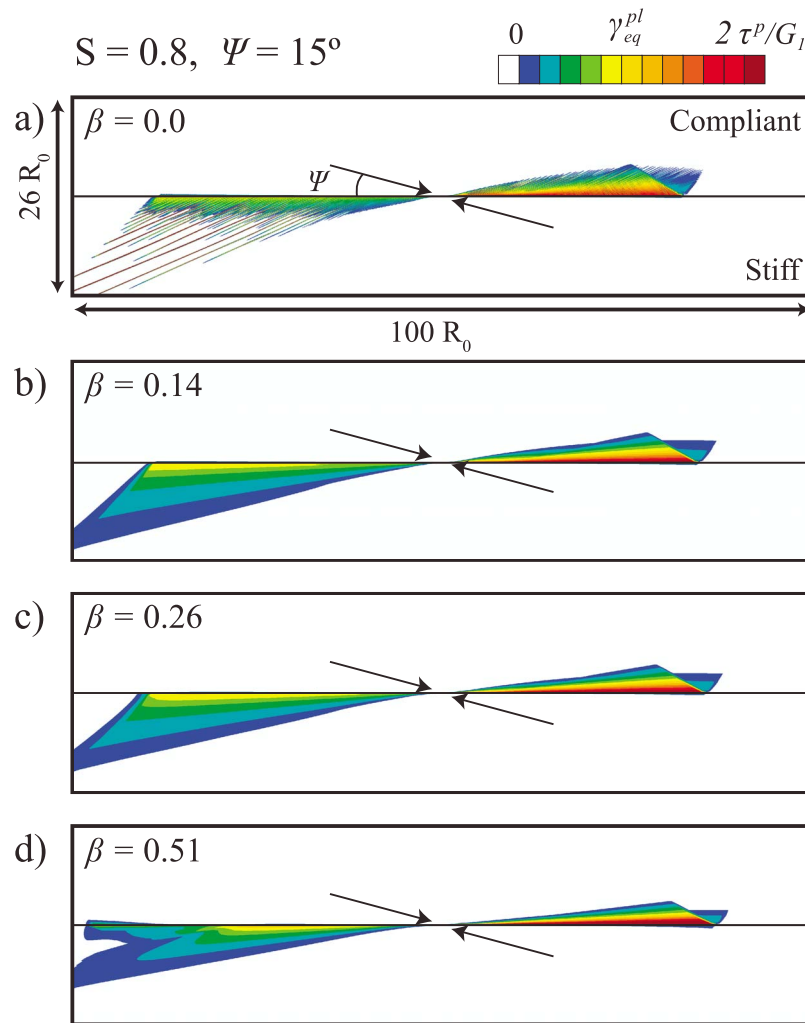 S = 0.8, Ψ = 15º
0 γ_eq^pl 2 τ^p/G_1
a) β = 0.0 Compliant
Ψ
26 R_0
Stiff
100 R_0
b) β = 0.14
c) β = 0.26
d) β = 0.51